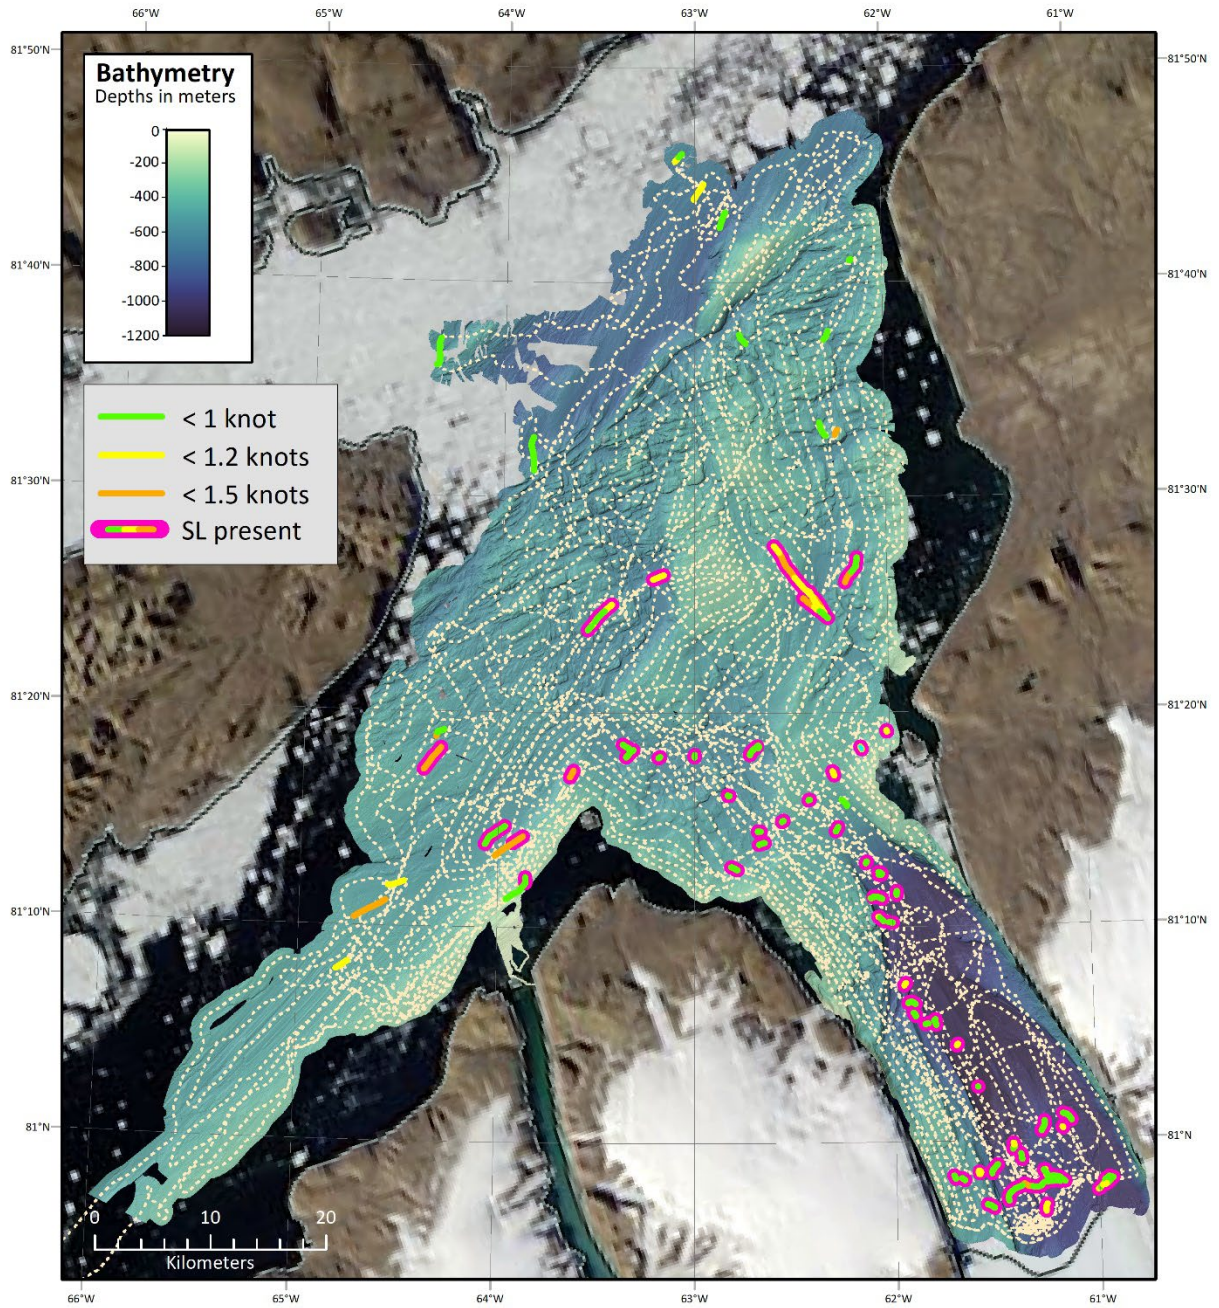 66°W 65°W 64°W 63°W 62°W 61°W
81°50'N 81°50'N
Bathymetry
Depths in meters
0
-200
-400
-600
-800
-1000
-1200
81°40'N 81°40'N
< 1 knot
< 1.2 knots
< 1.5 knots
SL present
81°30'N 81°30'N
81°20'N 81°20'N
81°10'N 81°10'N
81°N 81°N
0 10 20
Kilometers
66°W 65°W 64°W 63°W 62°W 61°W